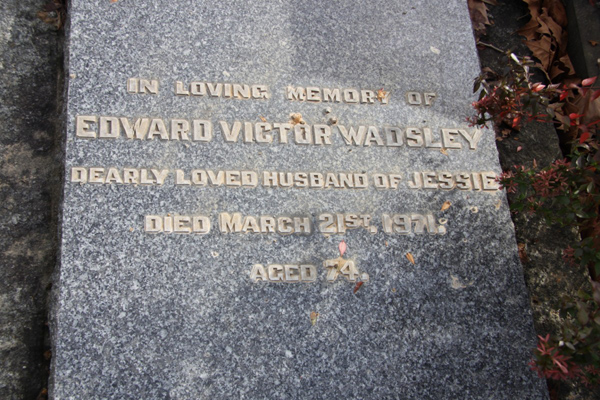 IN LOVING MEMORY OF
EDWARD VICTOR WADSLEY
DEARLY LOVED HUSBAND OF JESSIE
DIED MARCH 21ST, 1971.
AGED 74.